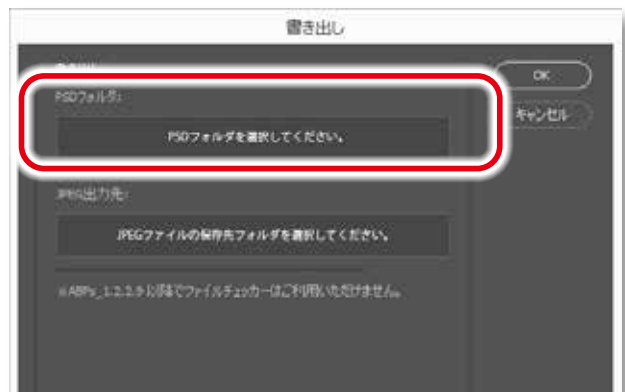 書き出し
PSDフォルダ:
OK
キャンセル
PSDフォルダを選択してください。
JPEG出力先:
JPEGファイルの保存先フォルダを選択してください。
※ABPs_1.2.2.9 以降でファイルチェッカーはご利用いただけません。